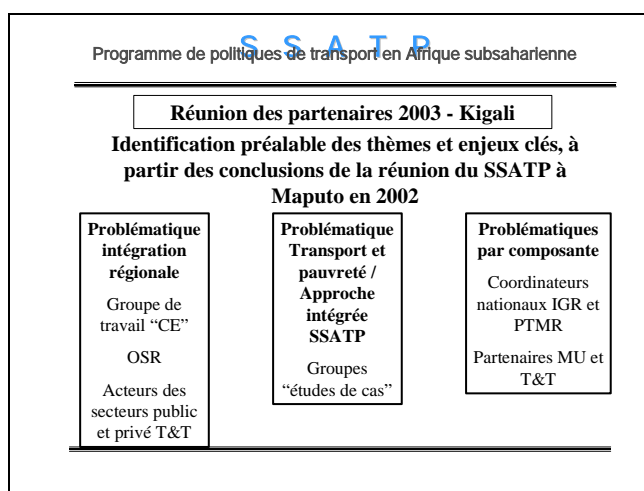 S S A T P
Programme de politiques de transport en Afrique subsaharienne
Réunion des partenaires 2003 - Kigali
Identification préalable des thèmes et enjeux clés, à
partir des conclusions de la réunion du SSATP à
Maputo en 2002
Problématique
intégration
régionale
Groupe de
travail “CE”
OSR
Acteurs des
secteurs public
et privé T&T
Problématique
Transport et
pauvreté /
Approche
intégrée
SSATP
Groupes
“études de cas”
Problématiques
par composante
Coordinateurs
nationaux IGR et
PTMR
Partenaires MU et
T&T